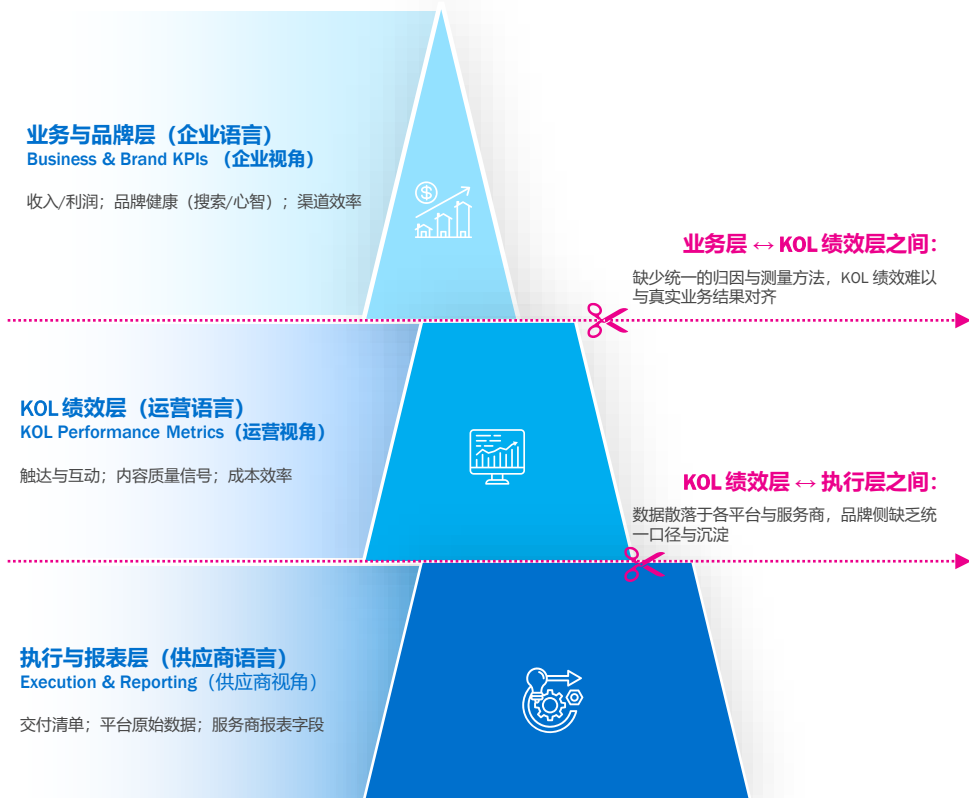 业务与品牌层（企业语言）
Business & Brand KPIs （企业视角）
收入/利润；品牌健康（搜索/心智）；渠道效率
$
业务层 ↔ KOL 绩效层之间：
缺少统一的归因与测量方法，KOL 绩效难以
与真实业务结果对齐
KOL 绩效层（运营语言）
KOL Performance Metrics（运营视角）
触达与互动；内容质量信号；成本效率
KOL 绩效层 ↔ 执行层之间：
数据散落于各平台与服务商，品牌侧缺乏统
一口径与沉淀
执行与报表层（供应商语言）
Execution & Reporting（供应商视角）
交付清单；平台原始数据；服务商报表字段